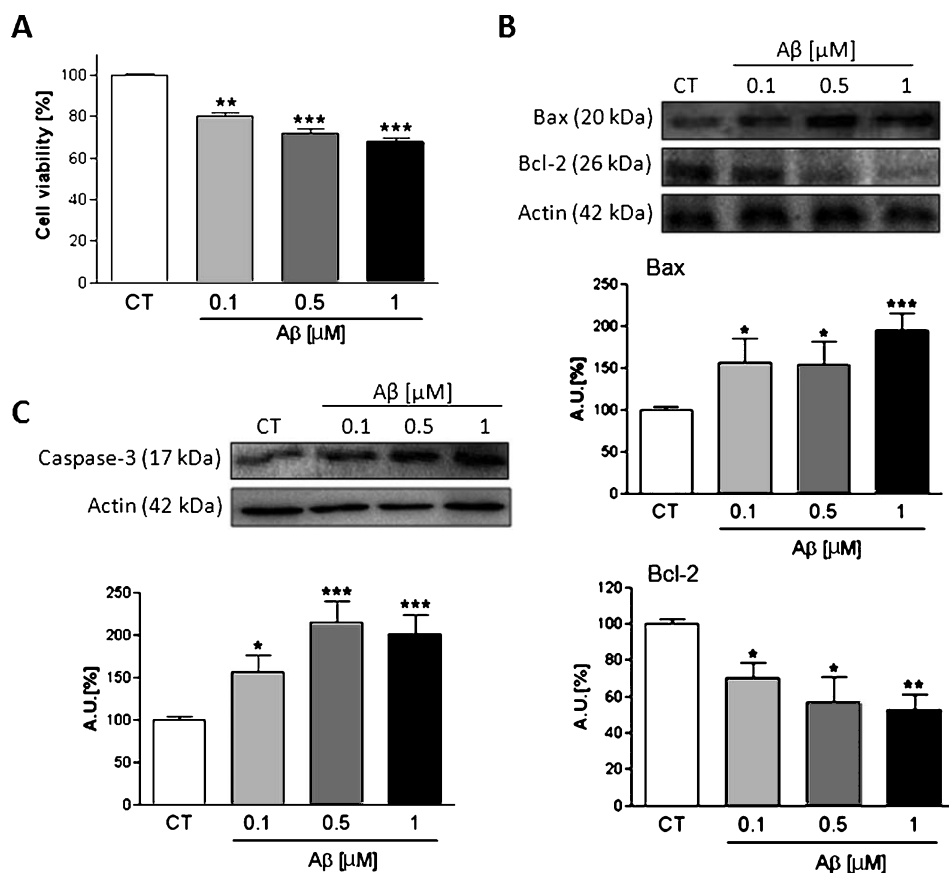 A
Cell viability [%]
100
80
60
40
20
0
**
***
***
CT
0.1
0.5
1
Aβ [µM]
B
Aβ [µM]
CT
0.1
0.5
1
Bax (20 kDa)
Bcl-2 (26 kDa)
Actin (42 kDa)
Bax
A.U.[%]
250
200
150
100
50
0
*
*
***
CT
0.1
0.5
1
Aβ [µM]
Bcl-2
A.U.[%]
120
100
80
60
40
20
0
*
*
**
CT
0.1
0.5
1
Aβ [µM]
C
Aβ [µM]
CT
0.1
0.5
1
Caspase-3 (17 kDa)
Actin (42 kDa)
A.U.[%]
250
200
150
100
50
0
*
***
***
CT
0.1
0.5
1
Aβ [µM]